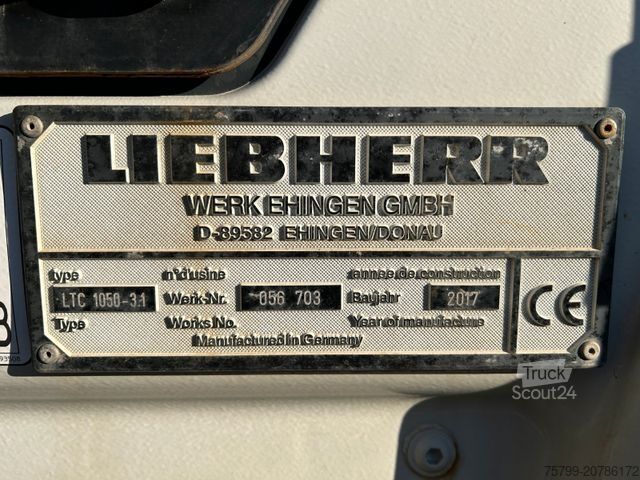 LIEBHERR
WERK EHINGEN GMBH
D-89582 EHINGEN/DONAU
type n°d'usine année de construction
LTC 1050-3.1 Werk-Nr. 056 703 Baujahr 2017 CE
Type Works No. Year of manufacture
Manufactured in Germany
Truck
Scout24
75799-20786172